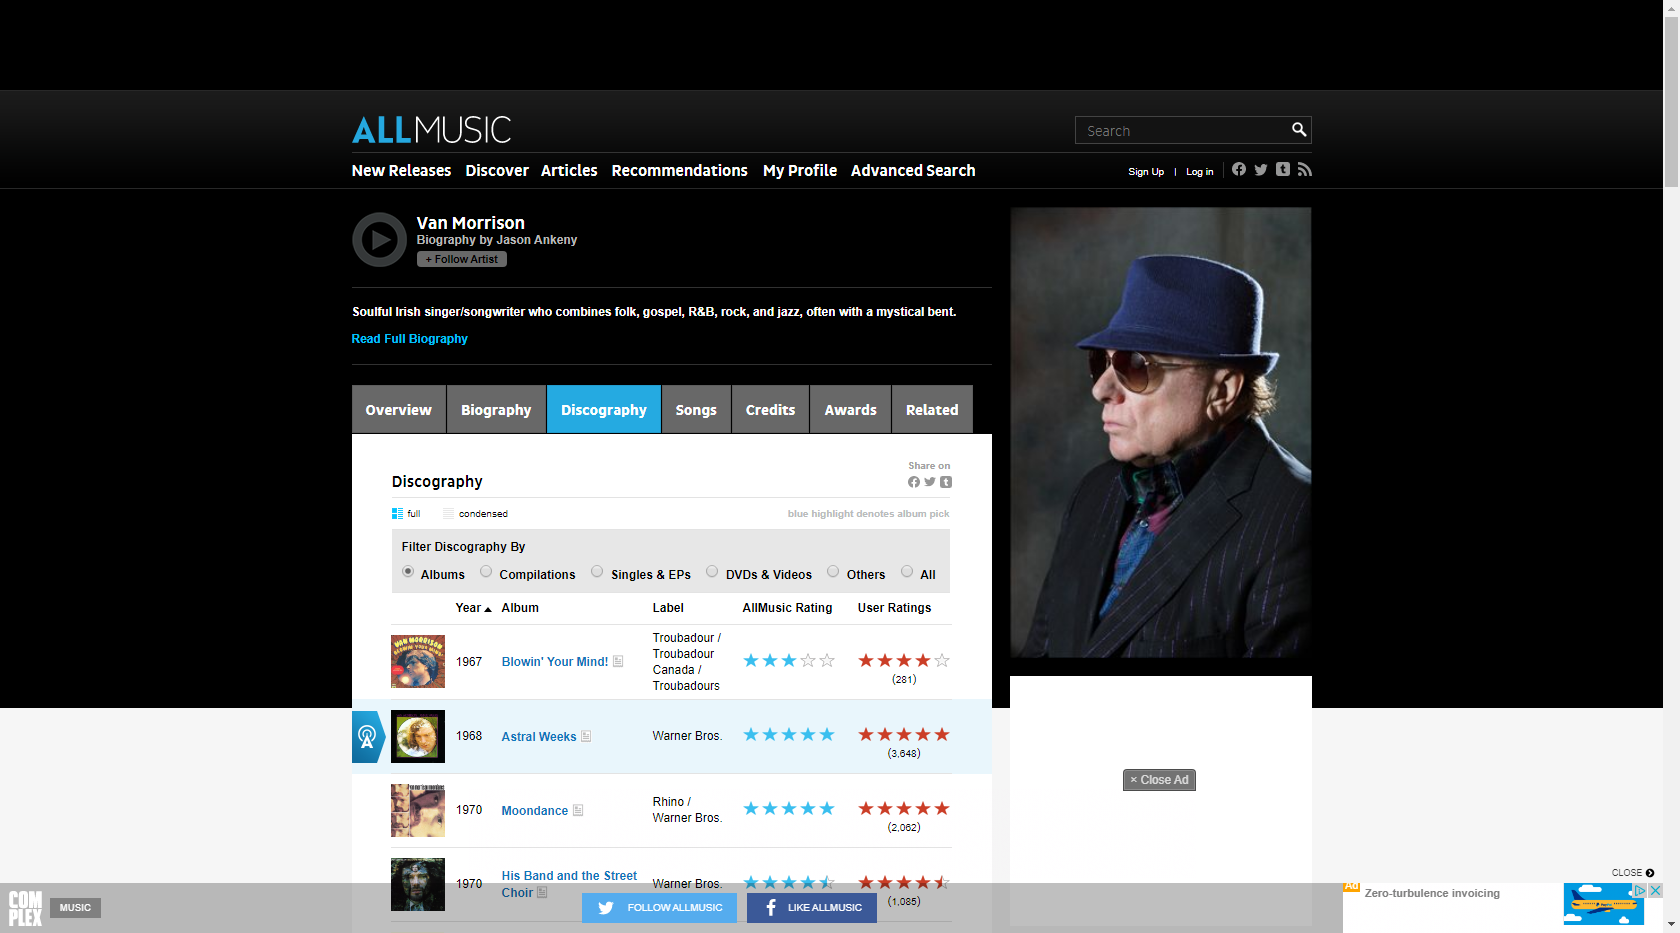 ALLMUSIC
Search
New Releases Discover Articles Recommendations My Profile Advanced Search
Sign Up | Log in
Van Morrison
Biography by Jason Ankeny
+ Follow Artist
Soulful Irish singer/songwriter who combines folk, gospel, R&B, rock, and jazz, often with a mystical bent.
Read Full Biography
Overview Biography Discography Songs Credits Awards Related
Share on
Discography
full condensed blue highlight denotes album pick
Filter Discography By
Albums Compilations Singles & EPs DVDs & Videos Others All
Year Album Label AllMusic Rating User Ratings
1967 Blowin' Your Mind! Troubadour /
Troubadour
Canada /
Troubadours
(281)
1968 Astral Weeks Warner Bros.
(3,648)
1970 Moondance Rhino /
Warner Bros.
(2,062)
1970 His Band and the Street
Choir
Warner Bros.
(1,085)
× Close Ad
CLOSE
COM
PLEX
MUSIC
FOLLOW ALLMUSIC
LIKE ALLMUSIC
Ad
Zero-turbulence invoicing